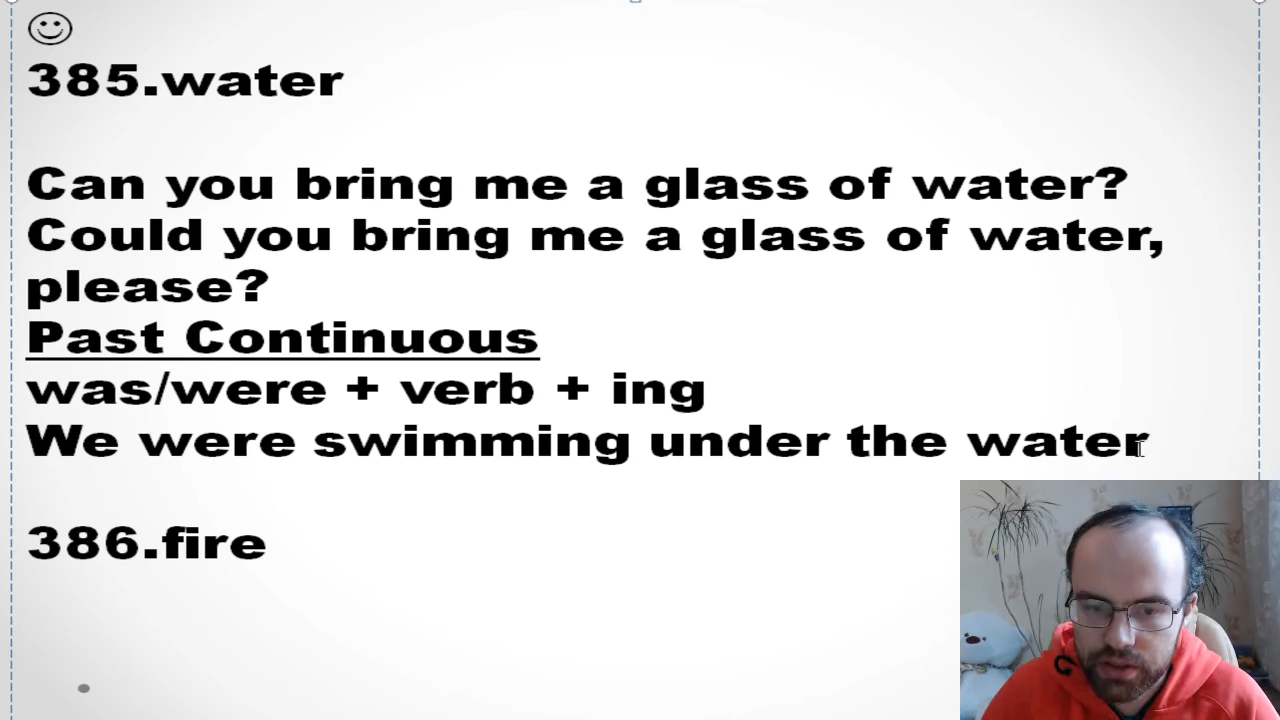 385.water
Can you bring me a glass of water?
Could you bring me a glass of water,
please?
Past Continuous
was/were + verb + ing
We were swimming under the water
386.fire